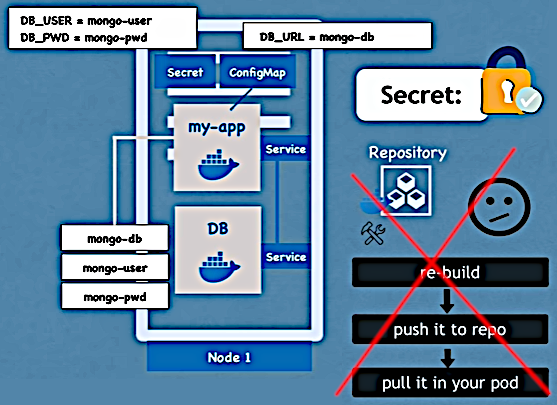 DB_USER = mongo-user
DB_PWD = mongo-pwd
DB_URL = mongo-db
Secret
ConfigMap
Secret:
my-app
Service
Repository
DB
mongo-db
mongo-user
mongo-pwd
Service
re-build
push it to repo
pull it in your pod
Node 1